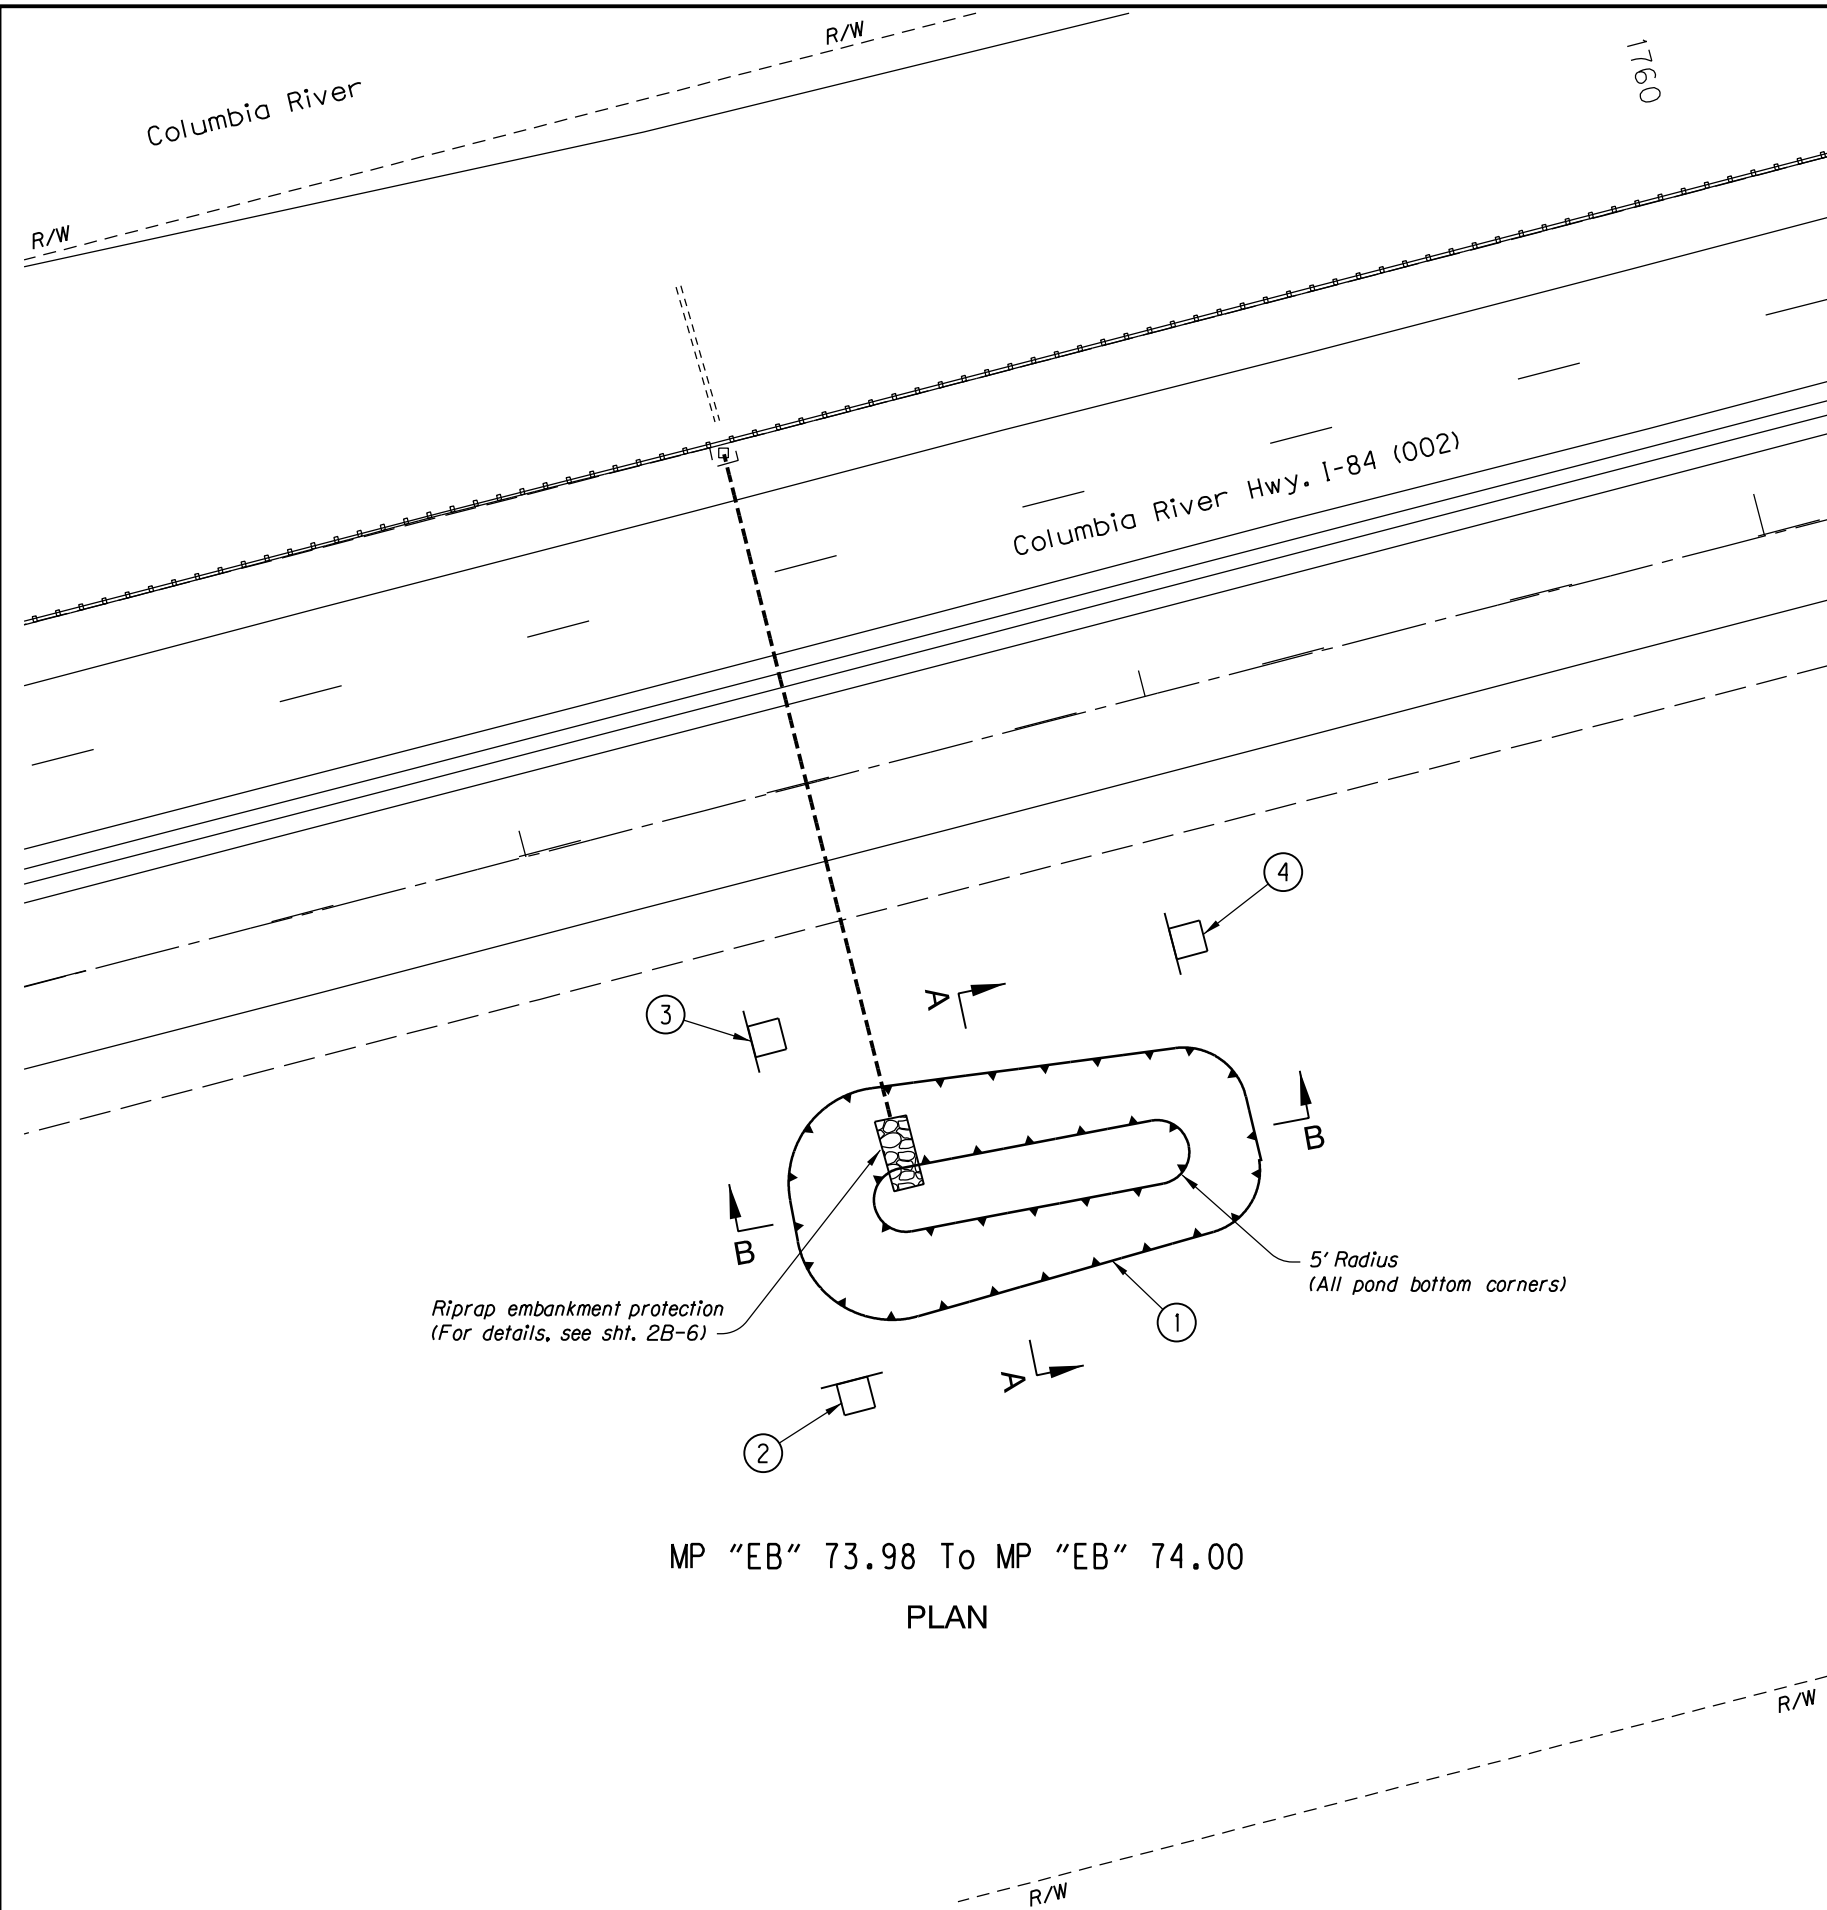 R/W
1760
Columbia River
R/W
Columbia River Hwy. I-84 (002)
4
3
A
B
B
5' Radius
(All pond bottom corners)
Riprap embankment protection
(For details, see sht. 2B-6)
1
A
2
MP "EB" 73.98 To MP "EB" 74.00
PLAN
R/W
R/W